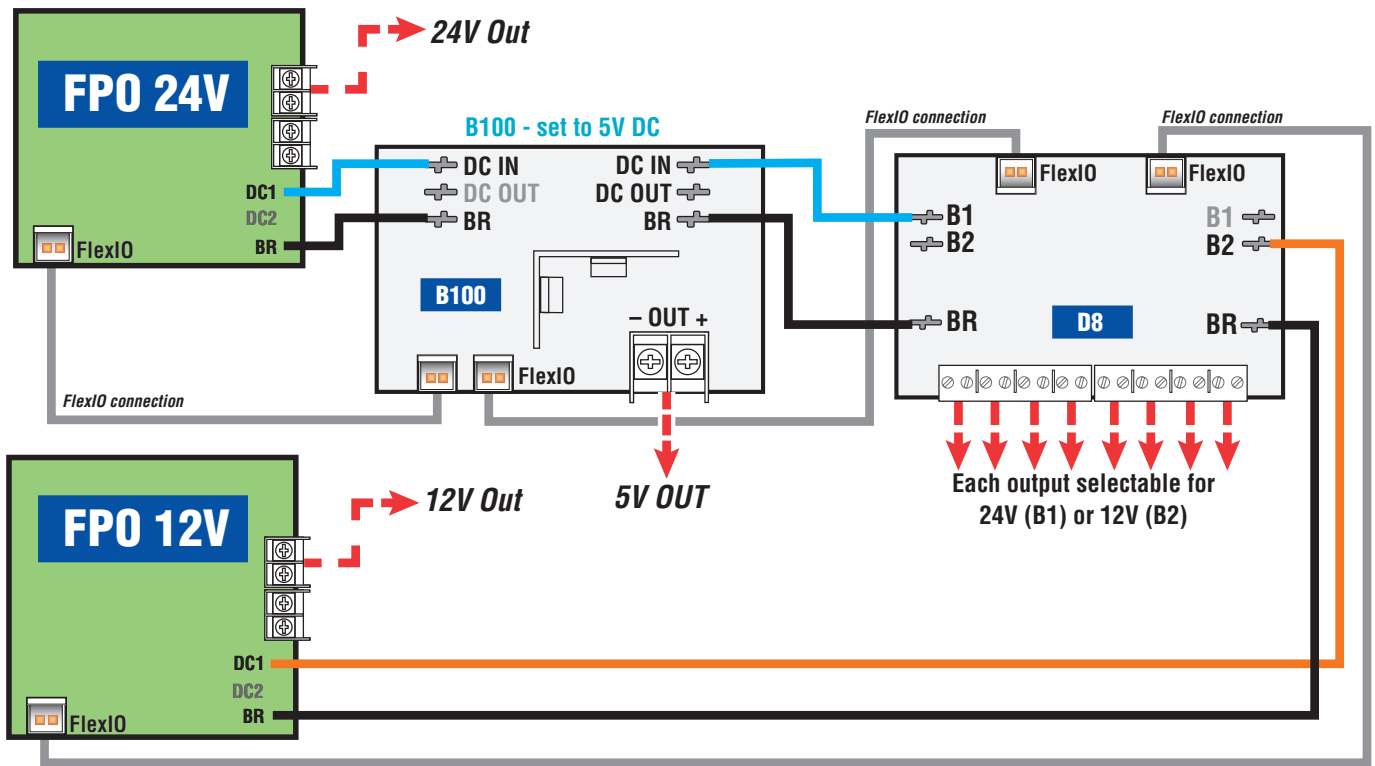 24V Out
FPO 24V
DC1
DC2
BR
FlexIO
FlexIO connection
B100 - set to 5V DC
DC IN
DC OUT
BR
DC IN
DC OUT
BR
B100
– OUT +
FlexIO
5V OUT
FlexIO connection
FlexIO connection
FlexIO
FlexIO
B1
B2
BR
B1
B2
BR
D8
Each output selectable for
24V (B1) or 12V (B2)
FPO 12V
12V Out
DC1
DC2
BR
FlexIO